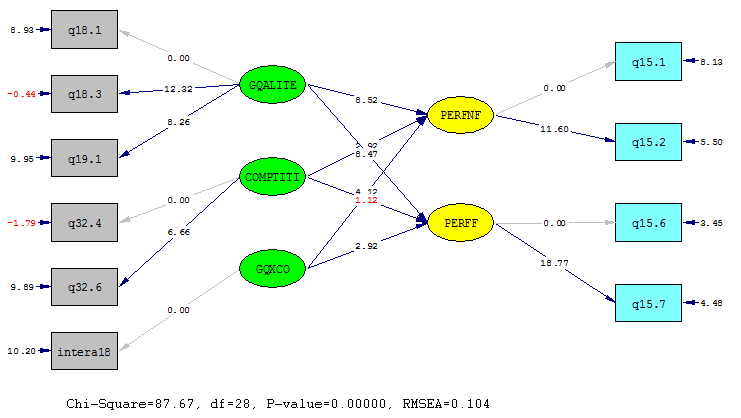 8.93
q18.1
0.00
-0.44
q18.3
12.32
8.26
9.95
q19.1
0.00
-1.79
q32.4
6.66
9.89
q32.6
0.00
10.20
intera18
GQALITE
COMPTITI
GQXCO
8.52
8.47
4.12
1.12
2.92
PERFNF
PERFF
0.00
11.60
0.00
18.77
q15.1
8.13
q15.2
5.50
q15.6
3.45
q15.7
4.48
Chi-Square=87.67, df=28, P-value=0.00000, RMSEA=0.104